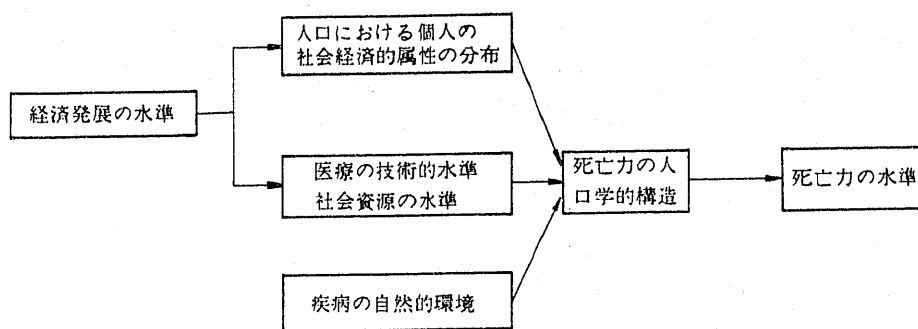 人口における個人の
社会経済的属性の分布
経済発展の水準
医療の技術的水準
社会資源の水準
死亡力の人
口学的構造
死亡力の水準
疾病の自然的環境